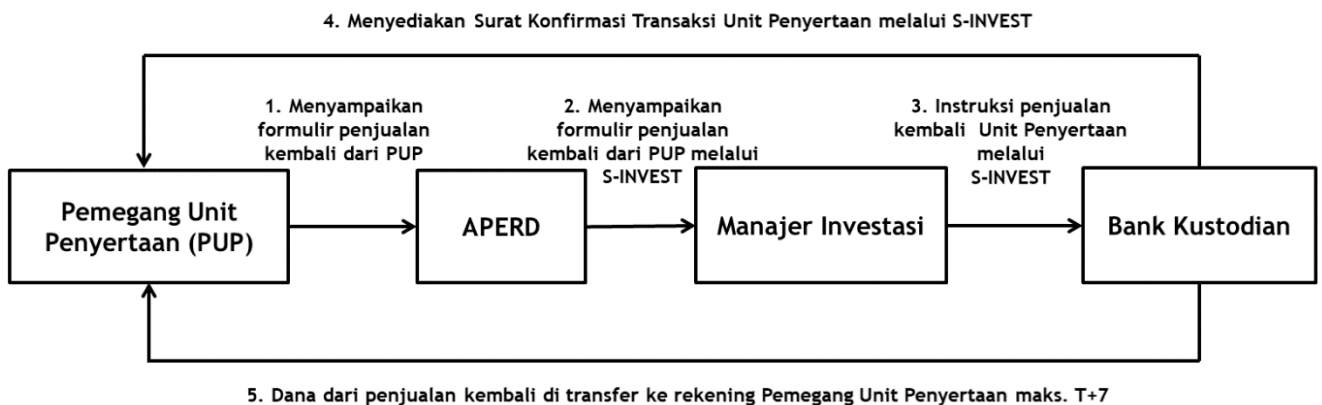 4. Menyediakan Surat Konfirmasi Transaksi Unit Penyertaan melalui S-INVEST
1. Menyampaikan
formulir penjualan
kembali dari PUP
2. Menyampaikan
formulir penjualan
kembali dari PUP melalui
S-INVEST
3. Instruksi penjualan
kembali Unit Penyertaan
melalui
S-INVEST
Pemegang Unit
Penyertaan (PUP)
APERD
Manajer Investasi
Bank Kustodian
5. Dana dari penjualan kembali di transfer ke rekening Pemegang Unit Penyertaan maks. T+7